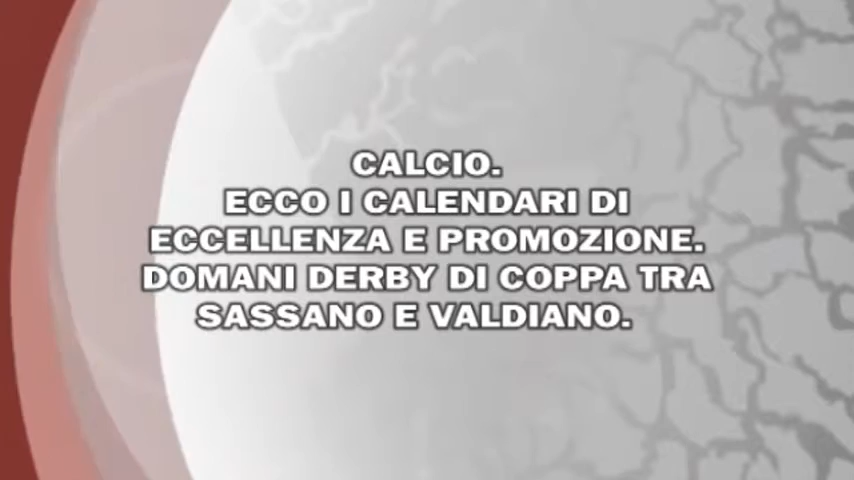 CALCIO.
ECCO I CALENDARI DI
ECCELLENZA E PROMOZIONE.
DOMANI DERBY DI COPPA TRA
SASSANO E VALDIANO.